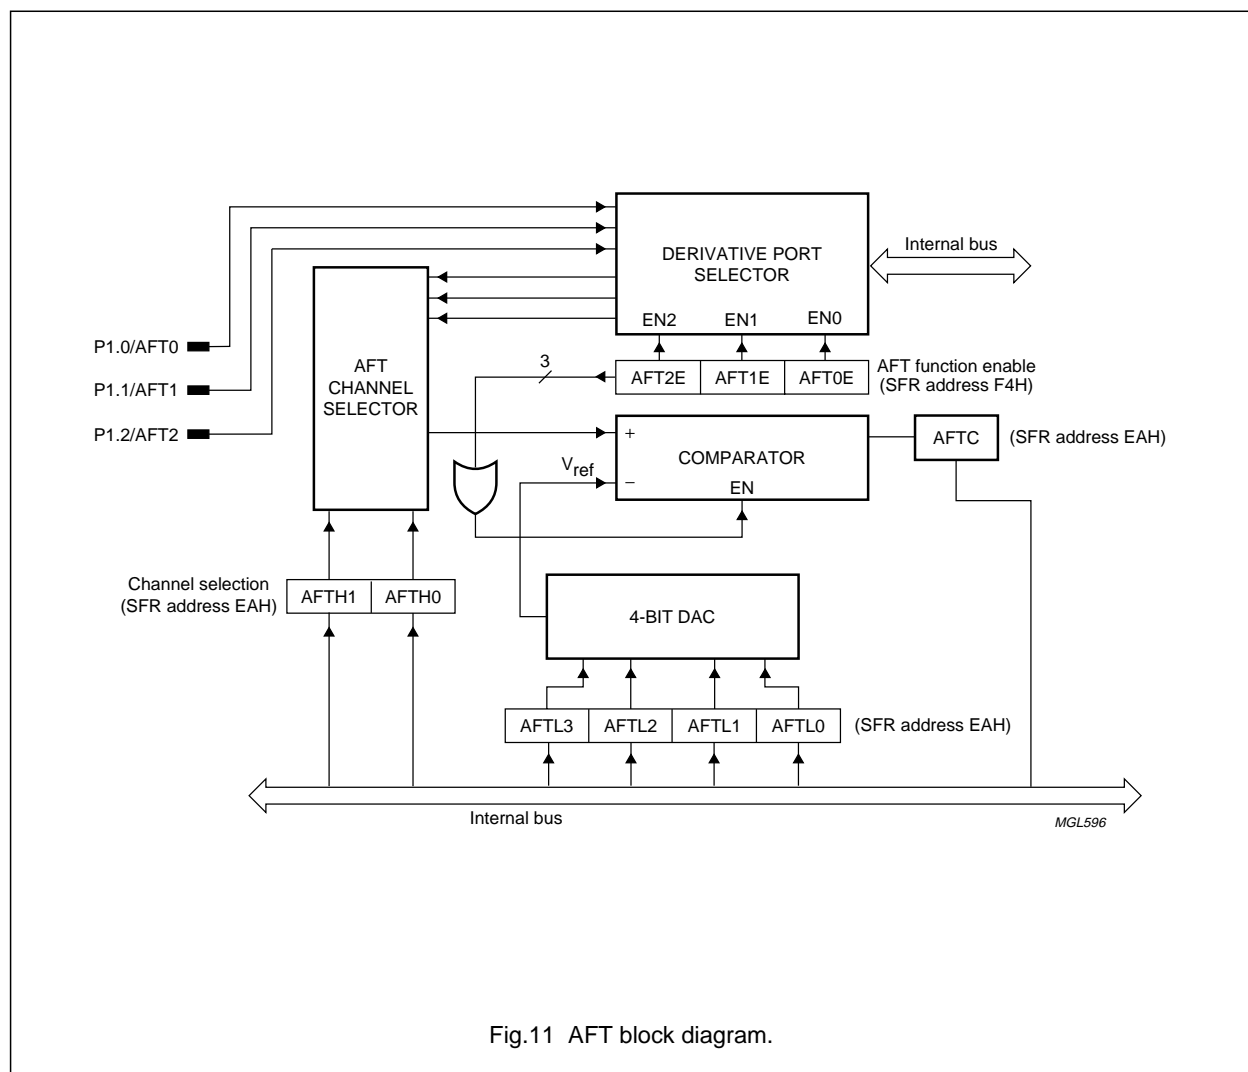 Internal bus
DERIVATIVE PORT
SELECTOR
EN2 EN1 EN0
P1.0/AFT0
P1.1/AFT1
P1.2/AFT2
AFT
CHANNEL
SELECTOR
3
AFT2E AFT1E AFT0E
AFT function enable
(SFR address F4H)
+
COMPARATOR
Vref
−
EN
AFTC
(SFR address EAH)
Channel selection
(SFR address EAH)
AFTH1 AFTH0
4-BIT DAC
AFTL3 AFTL2 AFTL1 AFTL0
(SFR address EAH)
Internal bus
MGL596
Fig.11 AFT block diagram.